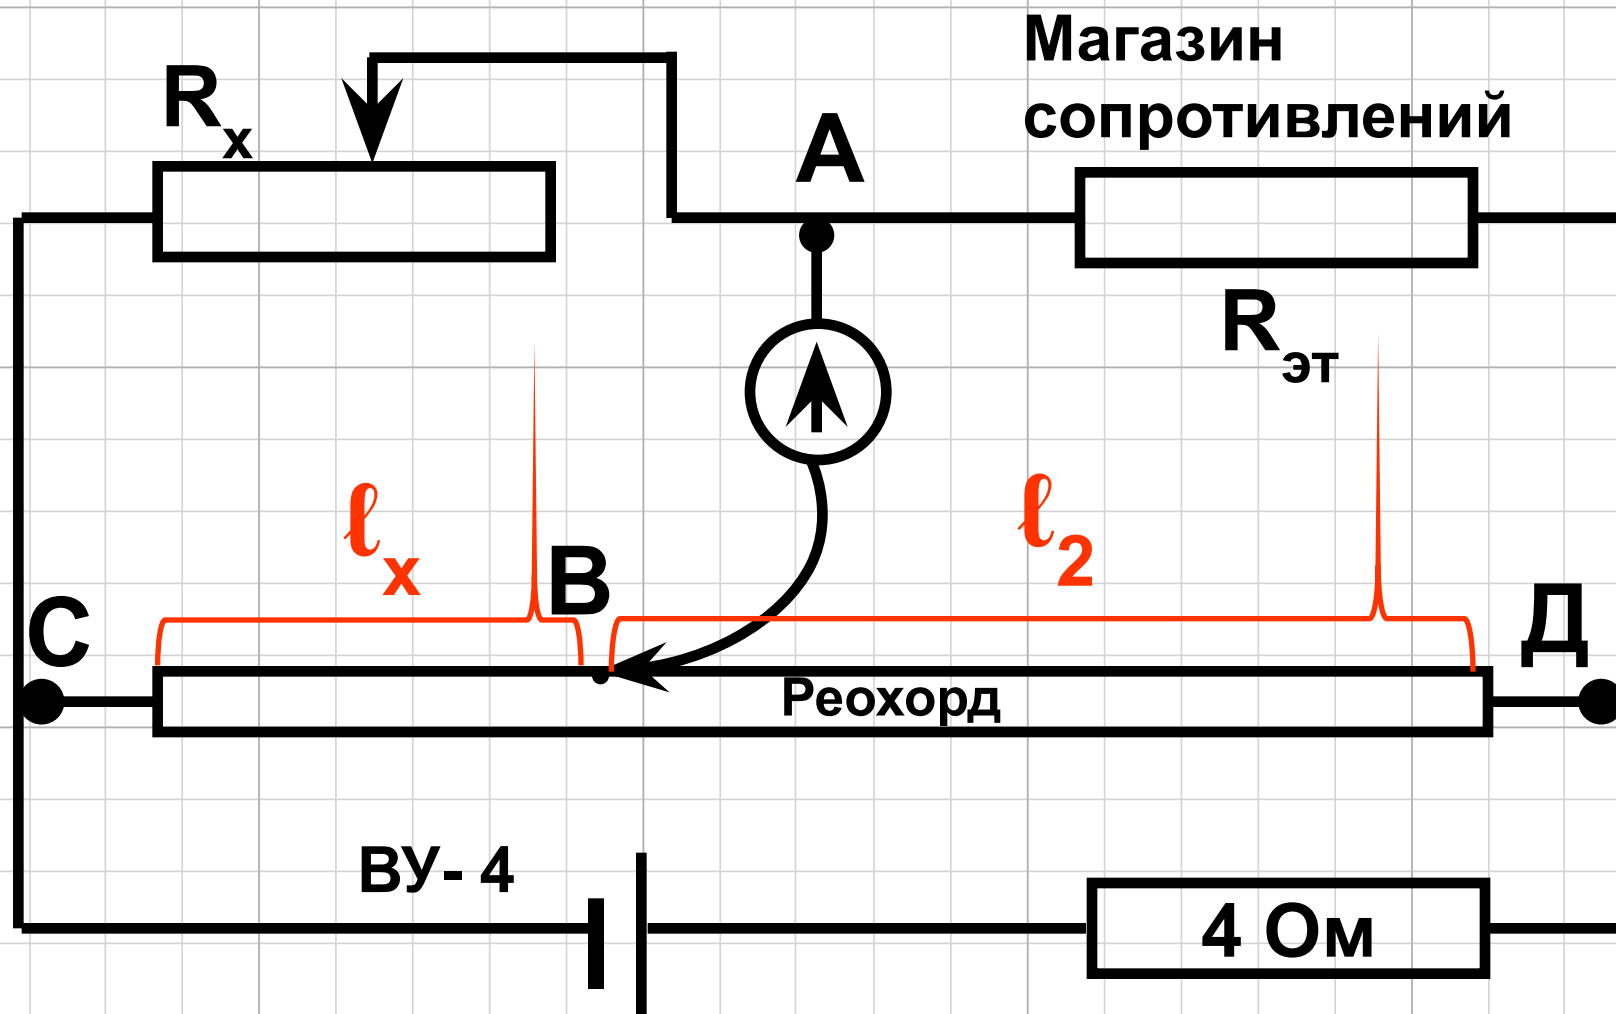 Магазин
сопротивлений
Rx
А
Rэт
ℓx
ℓ2
В
С
Д
Реохорд
ВУ- 4
4 Ом